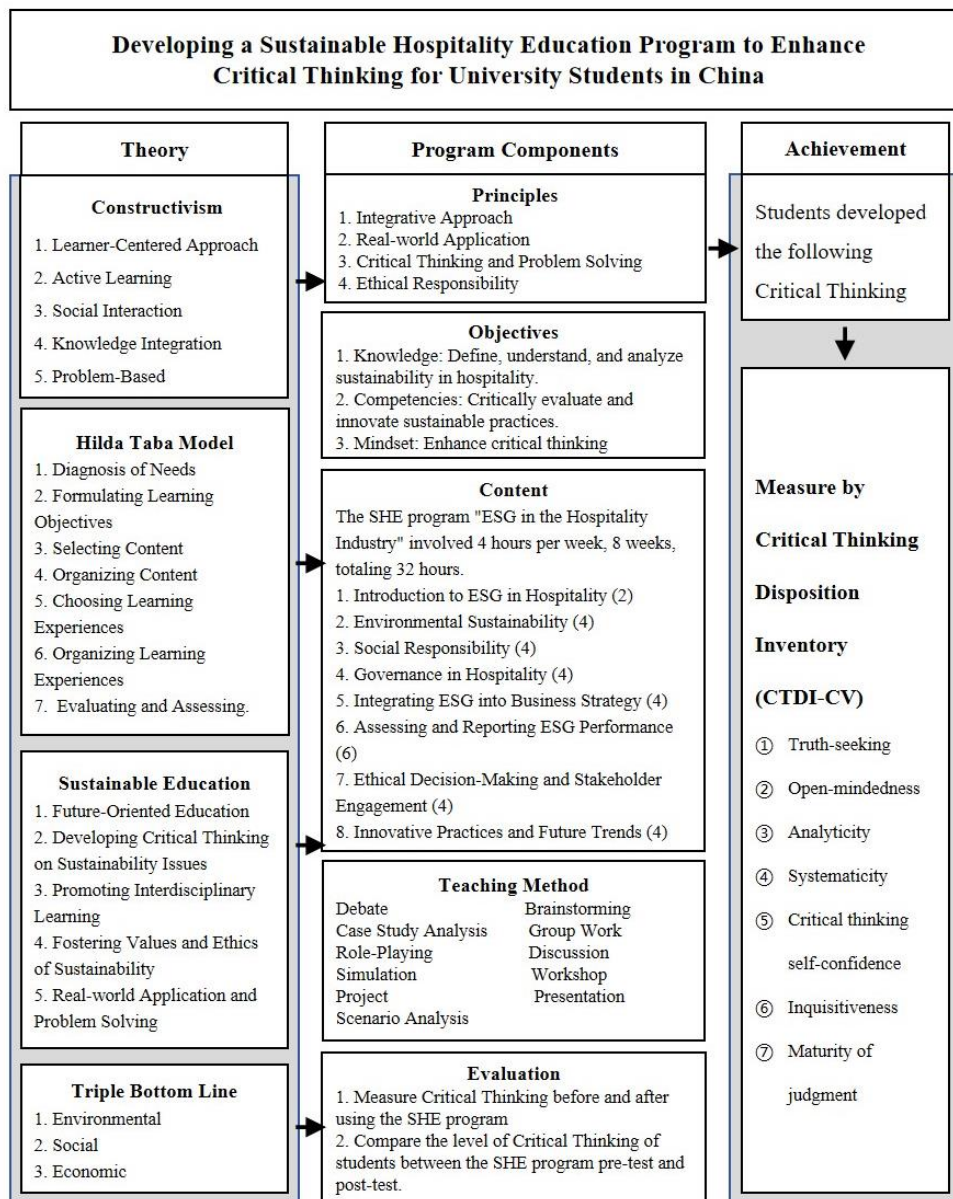 Developing a Sustainable Hospitality Education Program to Enhance
Critical Thinking for University Students in China
Theory
Constructivism
1. Learner-Centered Approach
2. Active Learning
3. Social Interaction
4. Knowledge Integration
5. Problem-Based
Hilda Taba Model
1. Diagnosis of Needs
2. Formulating Learning
Objectives
3. Selecting Content
4. Organizing Content
5. Choosing Learning
Experiences
6. Organizing Learning
Experiences
7. Evaluating and Assessing.
Sustainable Education
1. Future-Oriented Education
2. Developing Critical Thinking
on Sustainability Issues
3. Promoting Interdisciplinary
Learning
4. Fostering Values and Ethics
of Sustainability
5. Real-world Application and
Problem Solving
Triple Bottom Line
1. Environmental
2. Social
3. Economic
Program Components
Principles
1. Integrative Approach
2. Real-world Application
3. Critical Thinking and Problem Solving
4. Ethical Responsibility
Objectives
1. Knowledge: Define, understand, and analyze
sustainability in hospitality.
2. Competencies: Critically evaluate and
innovate sustainable practices.
3. Mindset: Enhance critical thinking
Content
The SHE program "ESG in the Hospitality
Industry" involved 4 hours per week, 8 weeks,
totaling 32 hours.
1. Introduction to ESG in Hospitality (2)
2. Environmental Sustainability (4)
3. Social Responsibility (4)
4. Governance in Hospitality (4)
5. Integrating ESG into Business Strategy (4)
6. Assessing and Reporting ESG Performance
(6)
7. Ethical Decision-Making and Stakeholder
Engagement (4)
8. Innovative Practices and Future Trends (4)
Teaching Method
Debate Brainstorming
Case Study Analysis Group Work
Role-Playing Discussion
Simulation Workshop
Project Presentation
Scenario Analysis
Evaluation
1. Measure Critical Thinking before and after
using the SHE program
2. Compare the level of Critical Thinking of
students between the SHE program pre-test and
post-test.
Achievement
Students developed
the following
Critical Thinking
Measure by
Critical Thinking
Disposition
Inventory
(CTDI-CV)
① Truth-seeking
② Open-mindedness
③ Analyticity
④ Systematicity
⑤ Critical thinking
self-confidence
⑥ Inquisitiveness
⑦ Maturity of
judgment